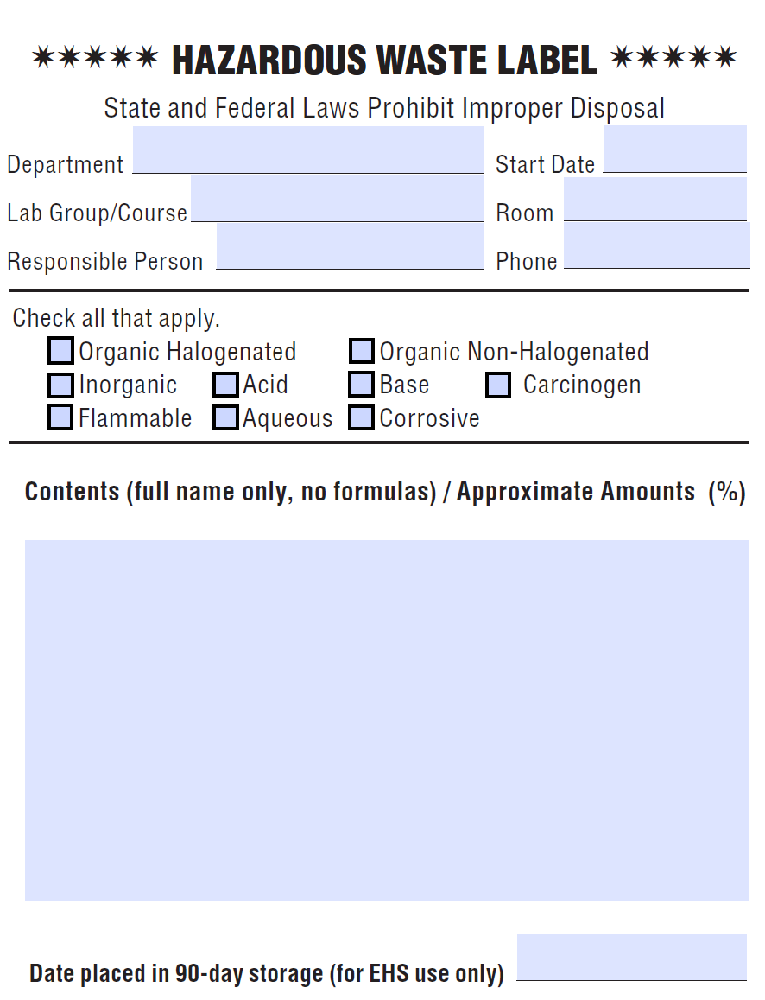 ✷✷✷✷✷ HAZARDOUS WASTE LABEL ✷✷✷✷✷
State and Federal Laws Prohibit Improper Disposal
Department Start Date
Lab Group/Course Room
Responsible Person Phone
Check all that apply.
Organic Halogenated Organic Non-Halogenated
Inorganic Acid Base Carcinogen
Flammable Aqueous Corrosive
Contents (full name only, no formulas) / Approximate Amounts (%)
Date placed in 90-day storage (for EHS use only)